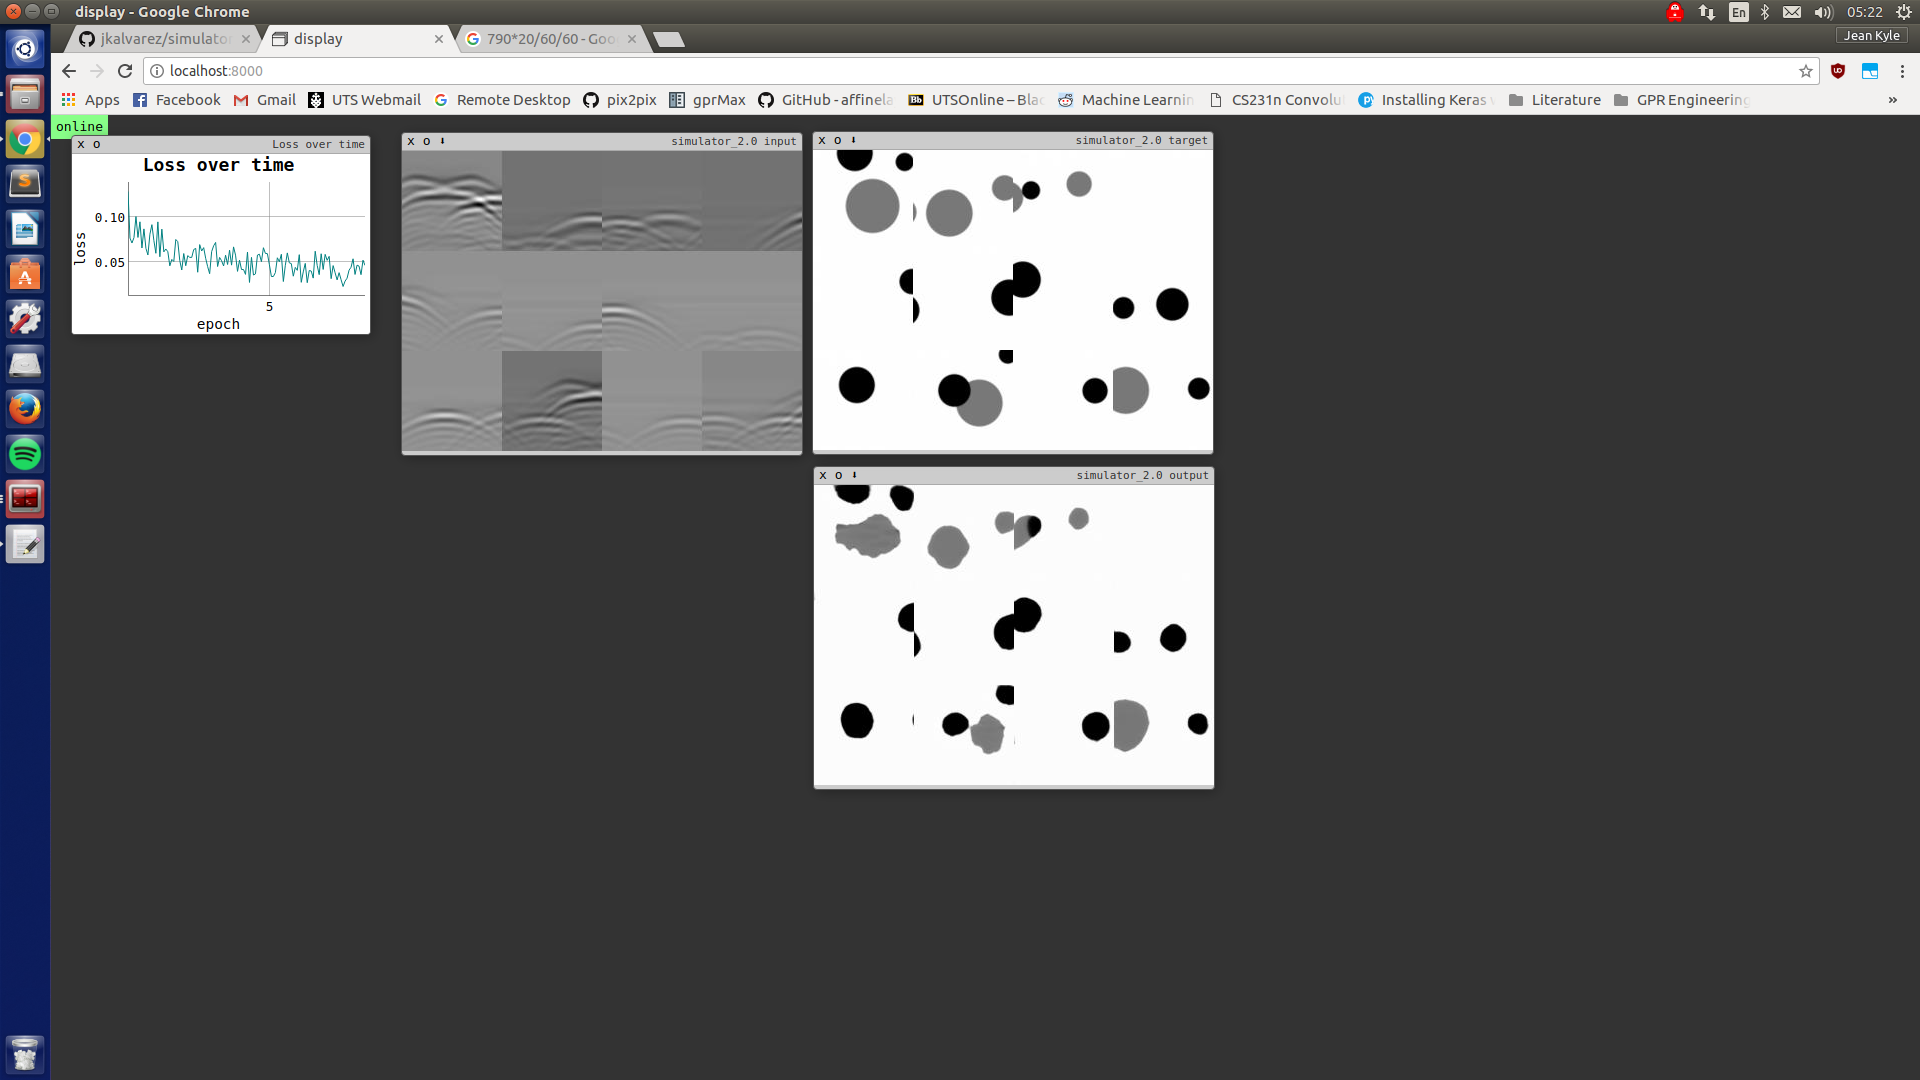 display - Google Chrome
En
05:22
jkalvarez/simulator
display
790*20/60/60 - Goo
Jean Kyle
localhost:8000
Apps
Facebook
Gmail
UTS Webmail
Remote Desktop
pix2pix
gprMax
GitHub - affinela
UTSOnline – Blac
Machine Learnin
CS231n Convolu
Installing Keras
Literature
GPR Engineering
»
online
x o
Loss over time
Loss over time
0.10
0.05
loss
5
epoch
x o ⬇
simulator_2.0 input
x o ⬇
simulator_2.0 target
x o ⬇
simulator_2.0 output